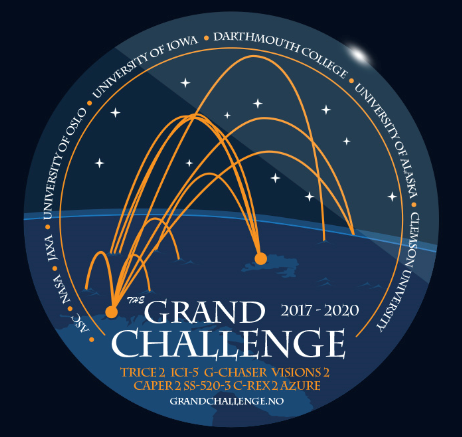 ASC • NASA • JAXA • UNIVERSITY OF OSLO • UNIVERSITY OF IOWA • DARTHMOUTH COLLEGE • UNIVERSITY OF ALASKA • CLEMSON UNIVERSITY
THE
GRAND 2017 - 2020
CHALLENGE
TRICE 2 ICI-5 G-CHASER VISIONS 2
CAPER 2 SS-520-3 C-REX 2 AZURE
GRANDCHALLENGE.NO